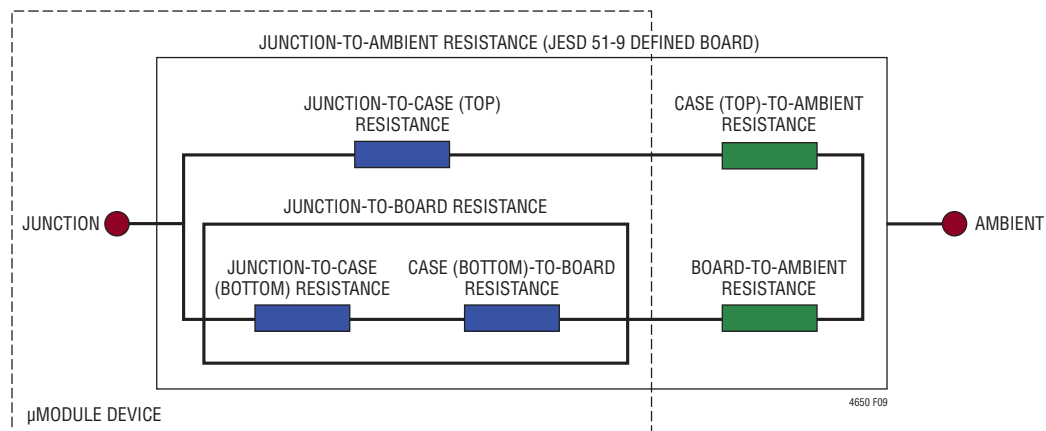 JUNCTION-TO-AMBIENT RESISTANCE (JESD 51-9 DEFINED BOARD)
JUNCTION-TO-CASE (TOP)
RESISTANCE
CASE (TOP)-TO-AMBIENT
RESISTANCE
JUNCTION-TO-BOARD RESISTANCE
JUNCTION
AMBIENT
JUNCTION-TO-CASE
(BOTTOM) RESISTANCE
CASE (BOTTOM)-TO-BOARD
RESISTANCE
BOARD-TO-AMBIENT
RESISTANCE
4650 F09
µMODULE DEVICE